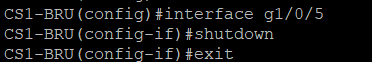 CS1-BRU(config)#interface g1/0/5
CS1-BRU(config-if)#shutdown
CS1-BRU(config-if)#exit